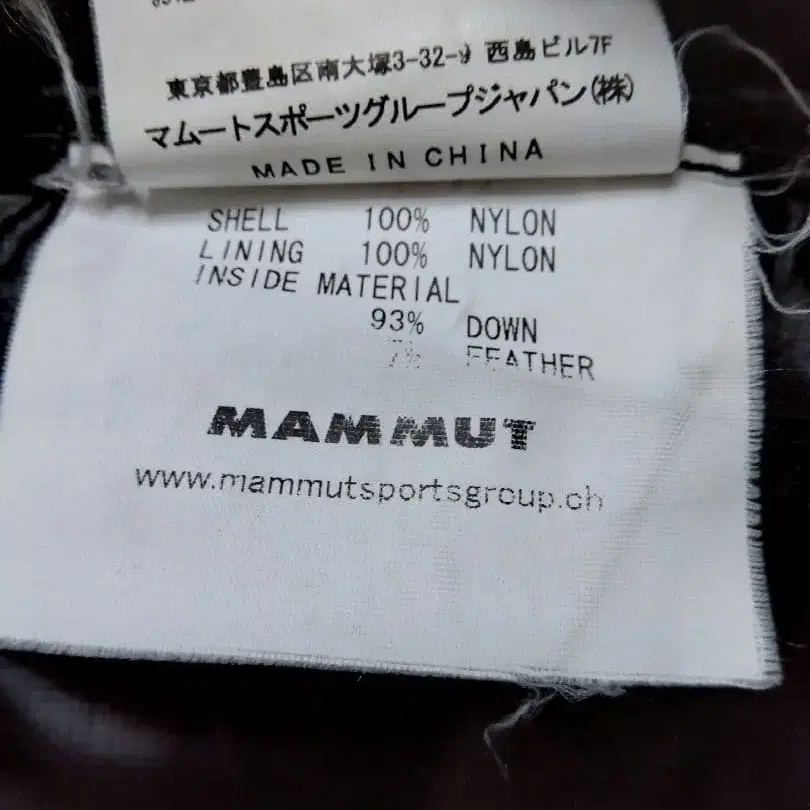 東京都豊島区南大塚3-32-9 西島ビル7F
マムートスポーツグループジャパン(株)
MADE IN CHINA
SHELL 100% NYLON
LINING 100% NYLON
INSIDE MATERIAL
93% DOWN
7% FEATHER
MAMMUT
www.mammutsportsgroup.ch